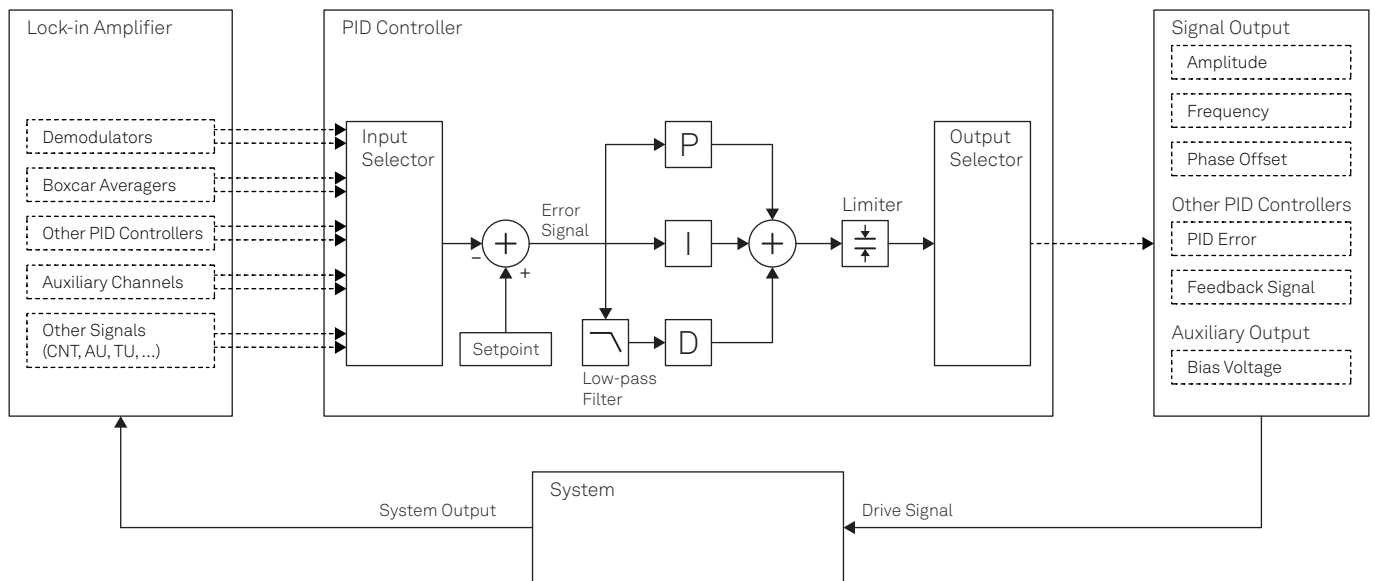 Lock-in Amplifier
Demodulators
Boxcar Averagers
Other PID Controllers
Auxiliary Channels
Other Signals
(CNT, AU, TU, ...)
PID Controller
Input
Selector
−
+
+
Setpoint
Error
Signal
Low-pass
Filter
P
I
D
+
Limiter
Output
Selector
Signal Output
Amplitude
Frequency
Phase Offset
Other PID Controllers
PID Error
Feedback Signal
Auxiliary Output
Bias Voltage
System
System Output
Drive Signal